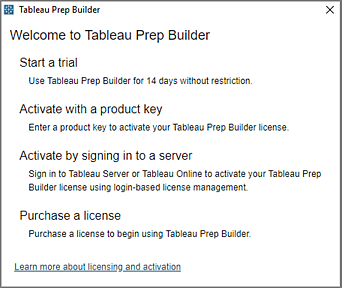 Tableau Prep Builder
Welcome to Tableau Prep Builder
Start a trial
Use Tableau Prep Builder for 14 days without restriction.
Activate with a product key
Enter a product key to activate your Tableau Prep Builder license.
Activate by signing in to a server
Sign in to Tableau Server or Tableau Online to activate your Tableau Prep
Builder license using login-based license management.
Purchase a license
Purchase a license to begin using Tableau Prep Builder.
Learn more about licensing and activation